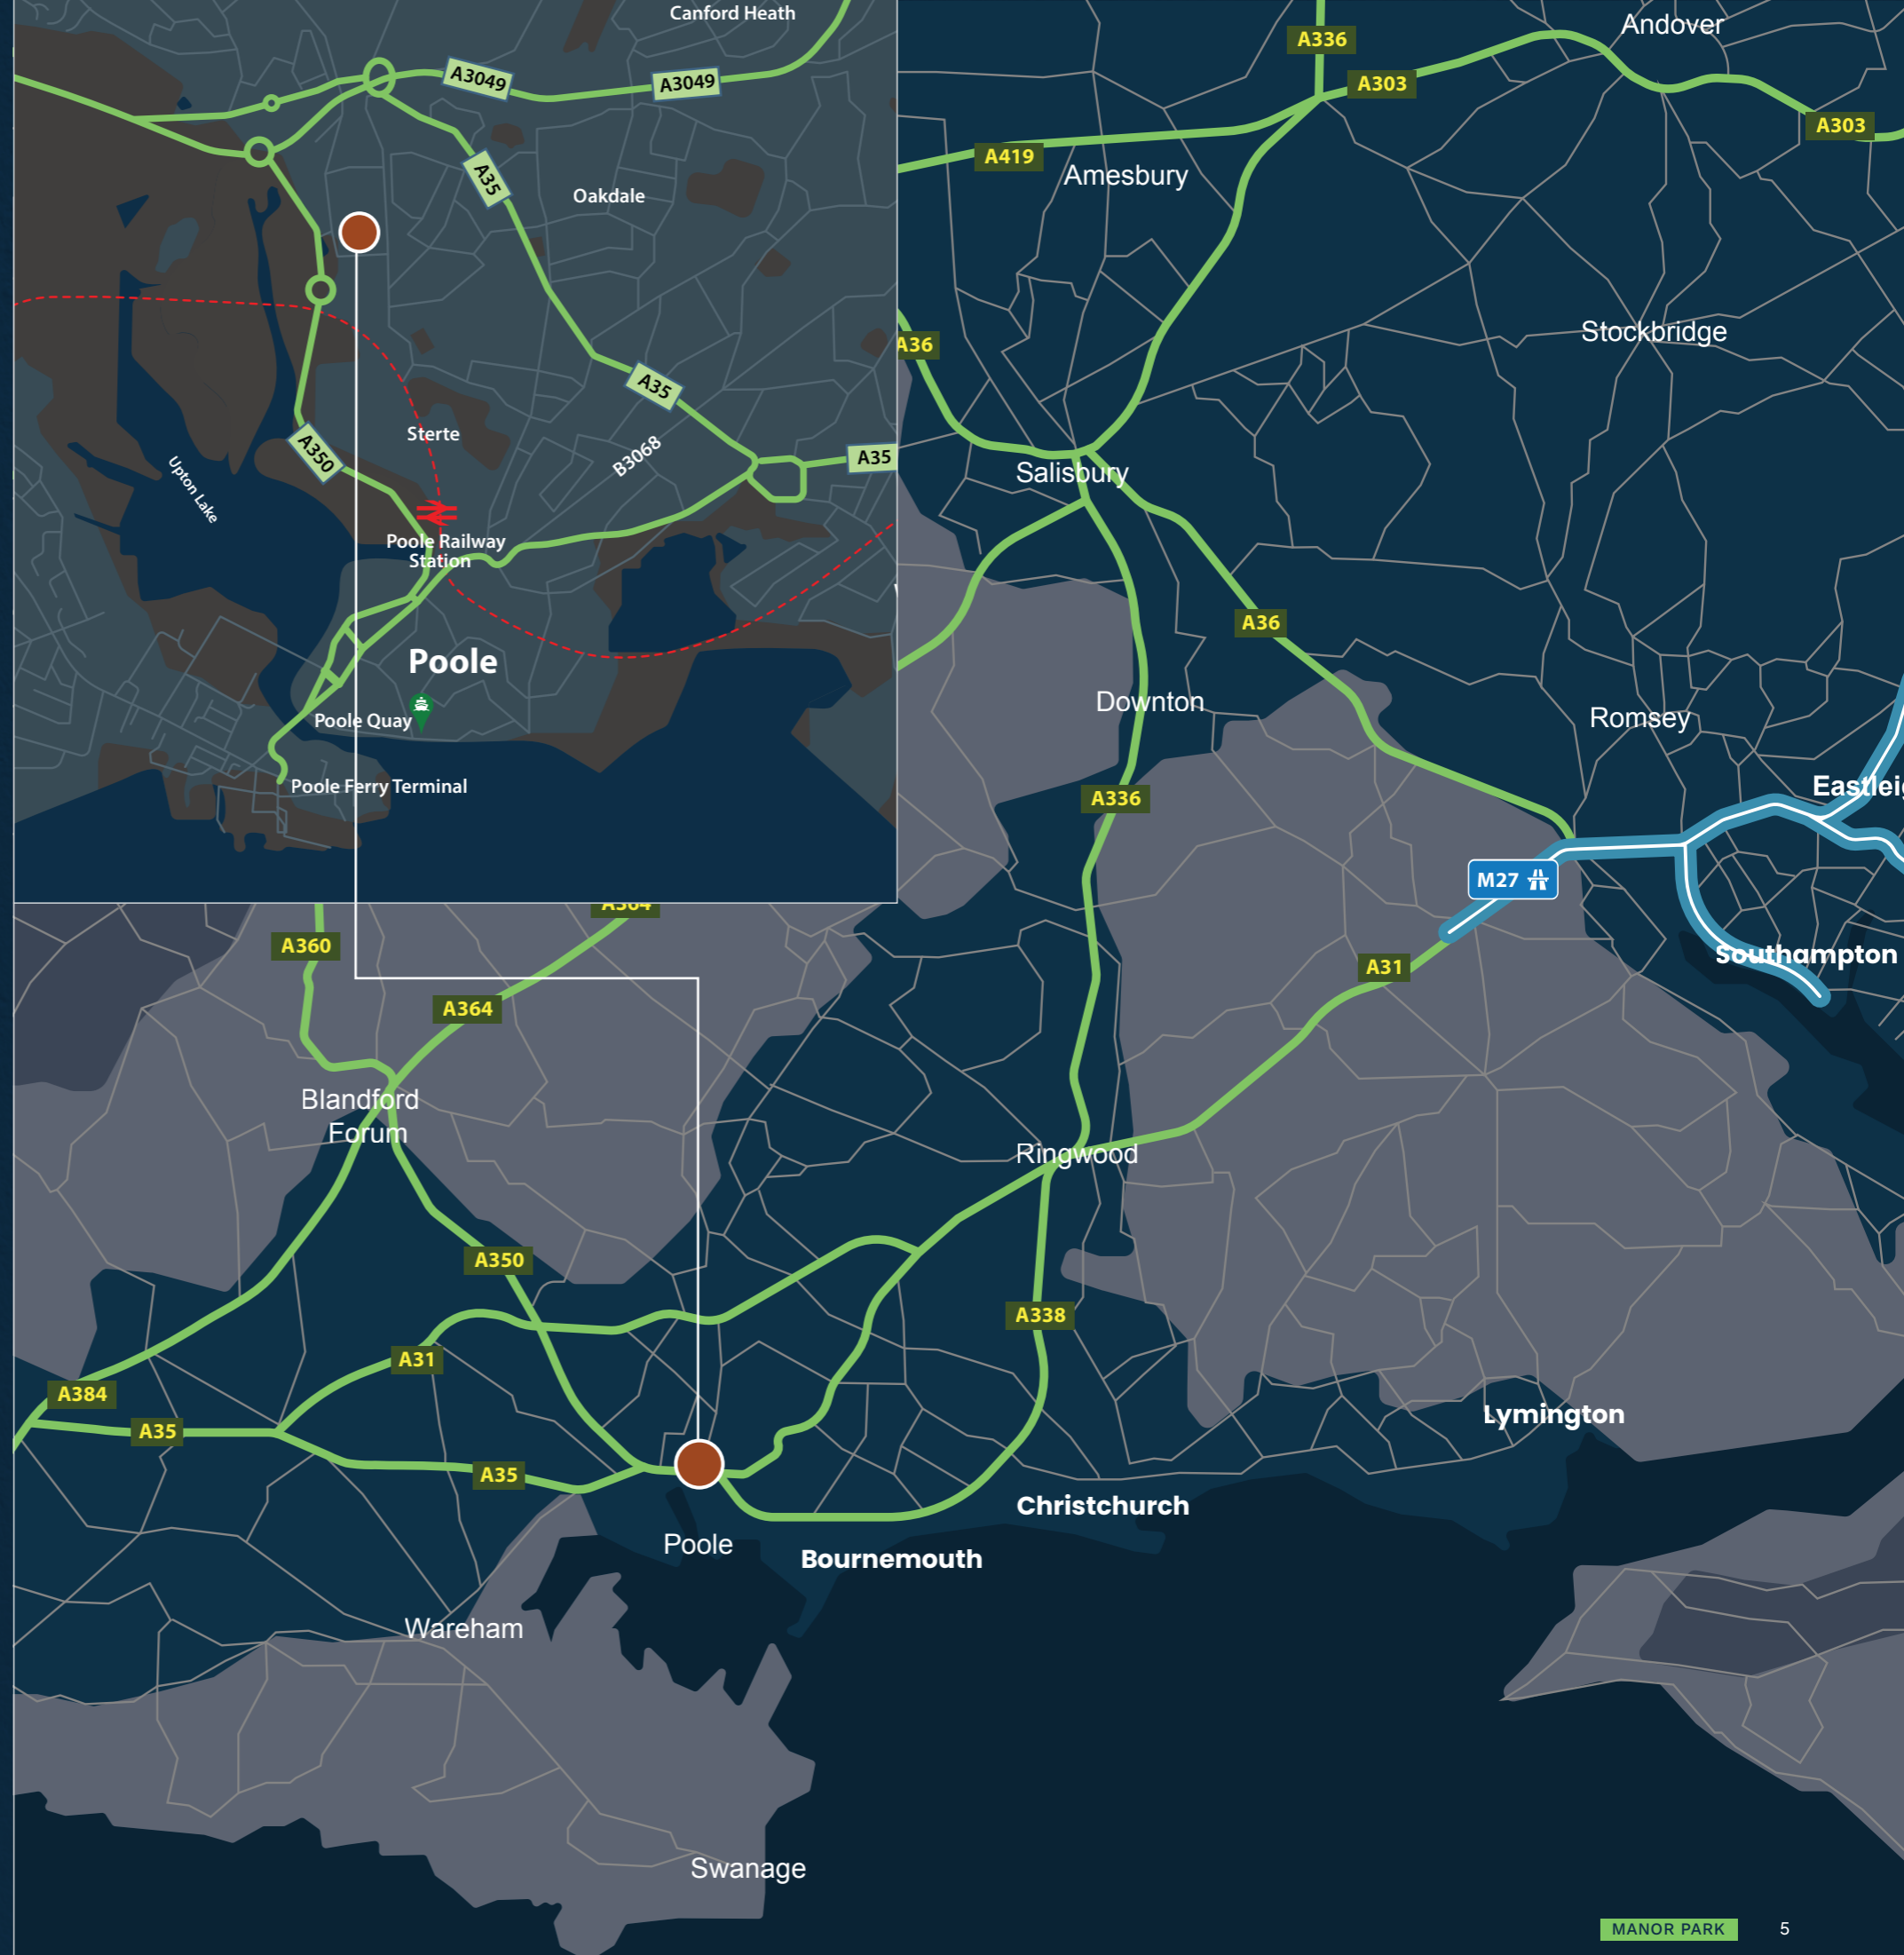 Canford Heath
A3049
A3049
A35
Oakdale
A35
A35
A350
Sterte
B3068
Upton Lake
Poole Railway
Station
Poole
Poole Quay
Poole Ferry Terminal
Andover
A336
A303
A303
A419
Amesbury
Stockbridge
A36
Salisbury
A36
Downton
Romsey
A336
M27
A31
Southampton
A360
A364
A364
Blandford
Forum
Ringwood
A350
A338
A31
A384
A35
A35
Lymington
Christchurch
Poole
Bournemouth
Wareham
Swanage
MANOR PARK
5